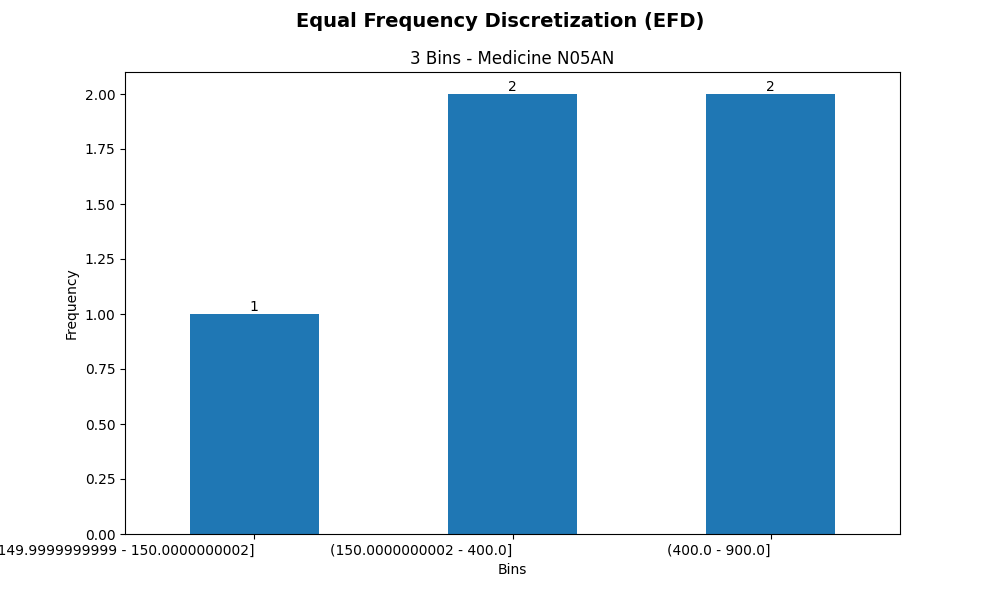 Equal Frequency Discretization (EFD)
3 Bins - Medicine N05AN
2.00
1.75
1.50
1.25
1.00
0.75
0.50
0.25
0.00
Frequency
1
2
2
149.9999999999 - 150.0000000002]
(150.0000000002 - 400.0]
(400.0 - 900.0]
Bins